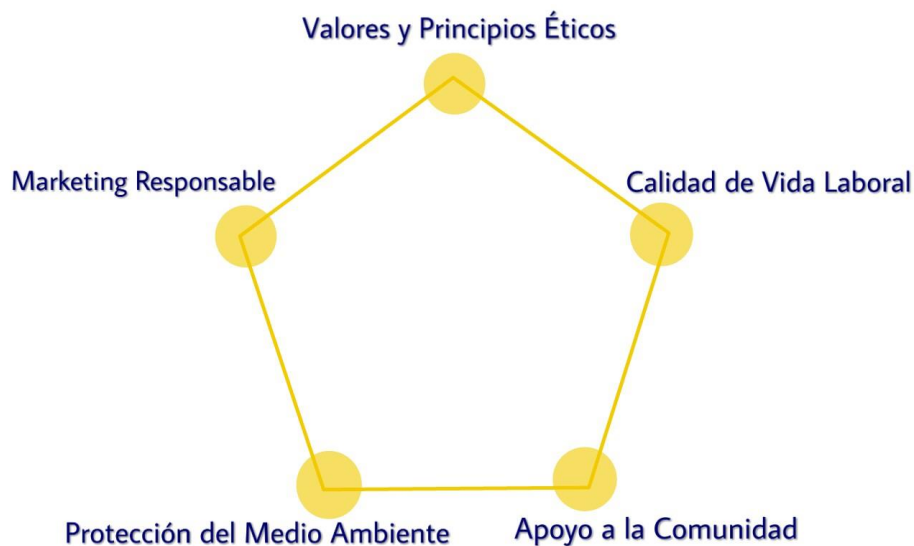 Valores y Principios Éticos
Marketing Responsable
Calidad de Vida Laboral
Protección del Medio Ambiente
Apoyo a la Comunidad